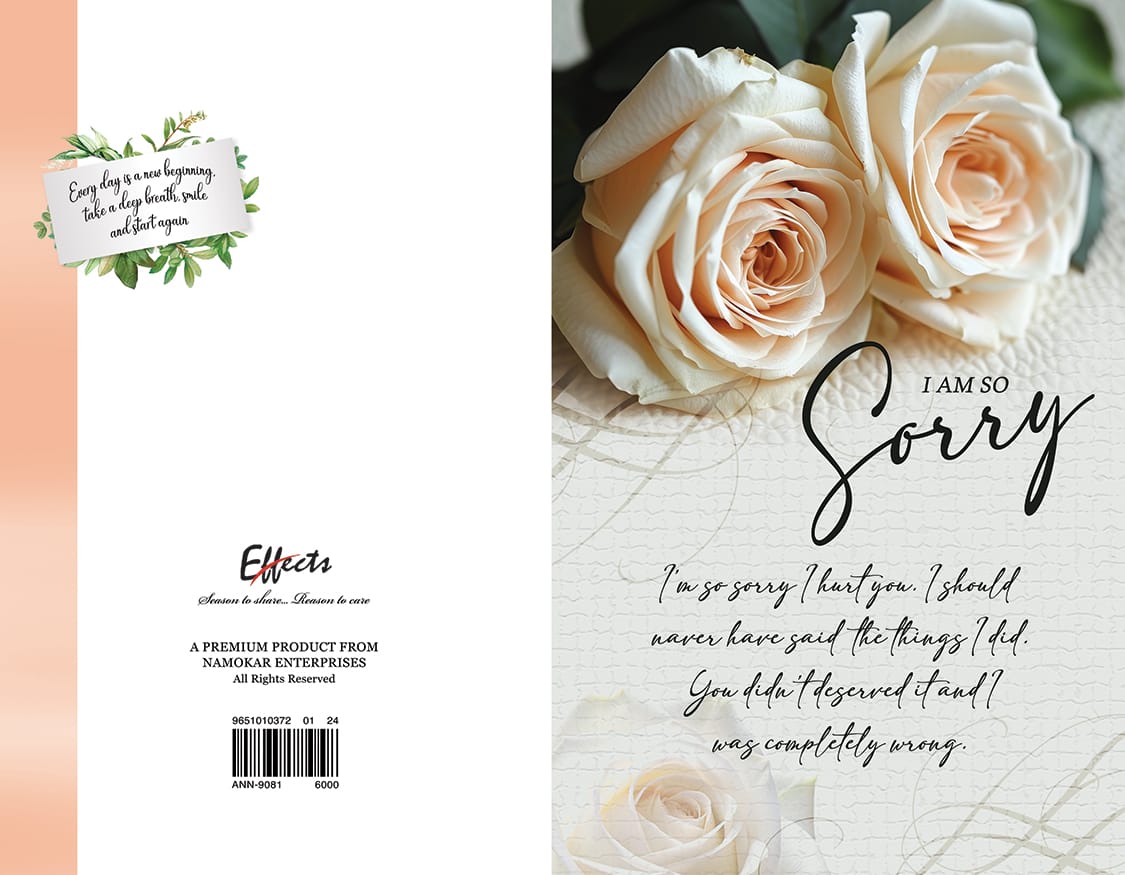 Every day is a new beginning,
take a deep breath, smile
and start again
Effects
Season to share... Reason to care
A PREMIUM PRODUCT FROM
NAMOKAR ENTERPRISES
All Rights Reserved
9651010372 01 24
ANN-9081 6000
I AM SO
Sorry
I'm so sorry I hurt you. I should
naver have said the things I did.
You didn't deserved it and I
was completely wrong.